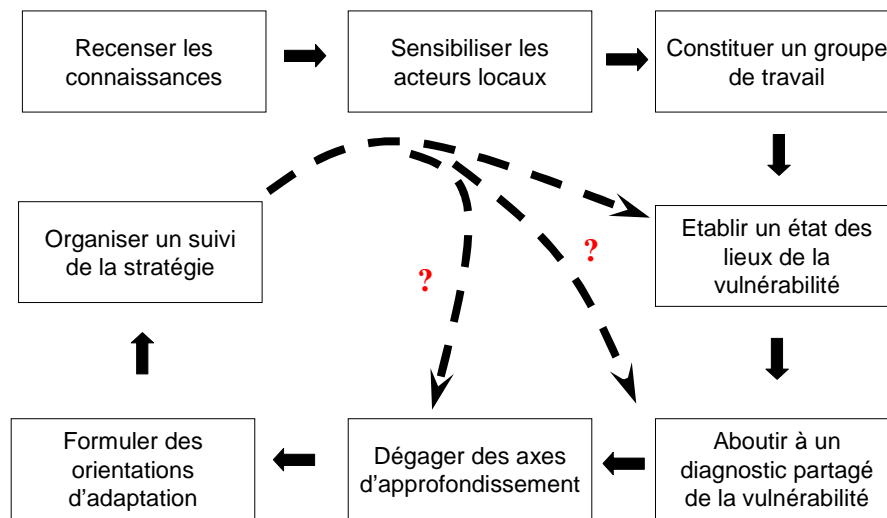 Recenser les
connaissances
Sensibiliser les
acteurs locaux
Constituer un groupe
de travail
Etablir un état des
lieux de la
vulnérabilité
Aboutir à un
diagnostic partagé
de la vulnérabilité
Dégager des axes
d'approfondissement
Formuler des
orientations
d'adaptation
Organiser un suivi
de la stratégie
?
?